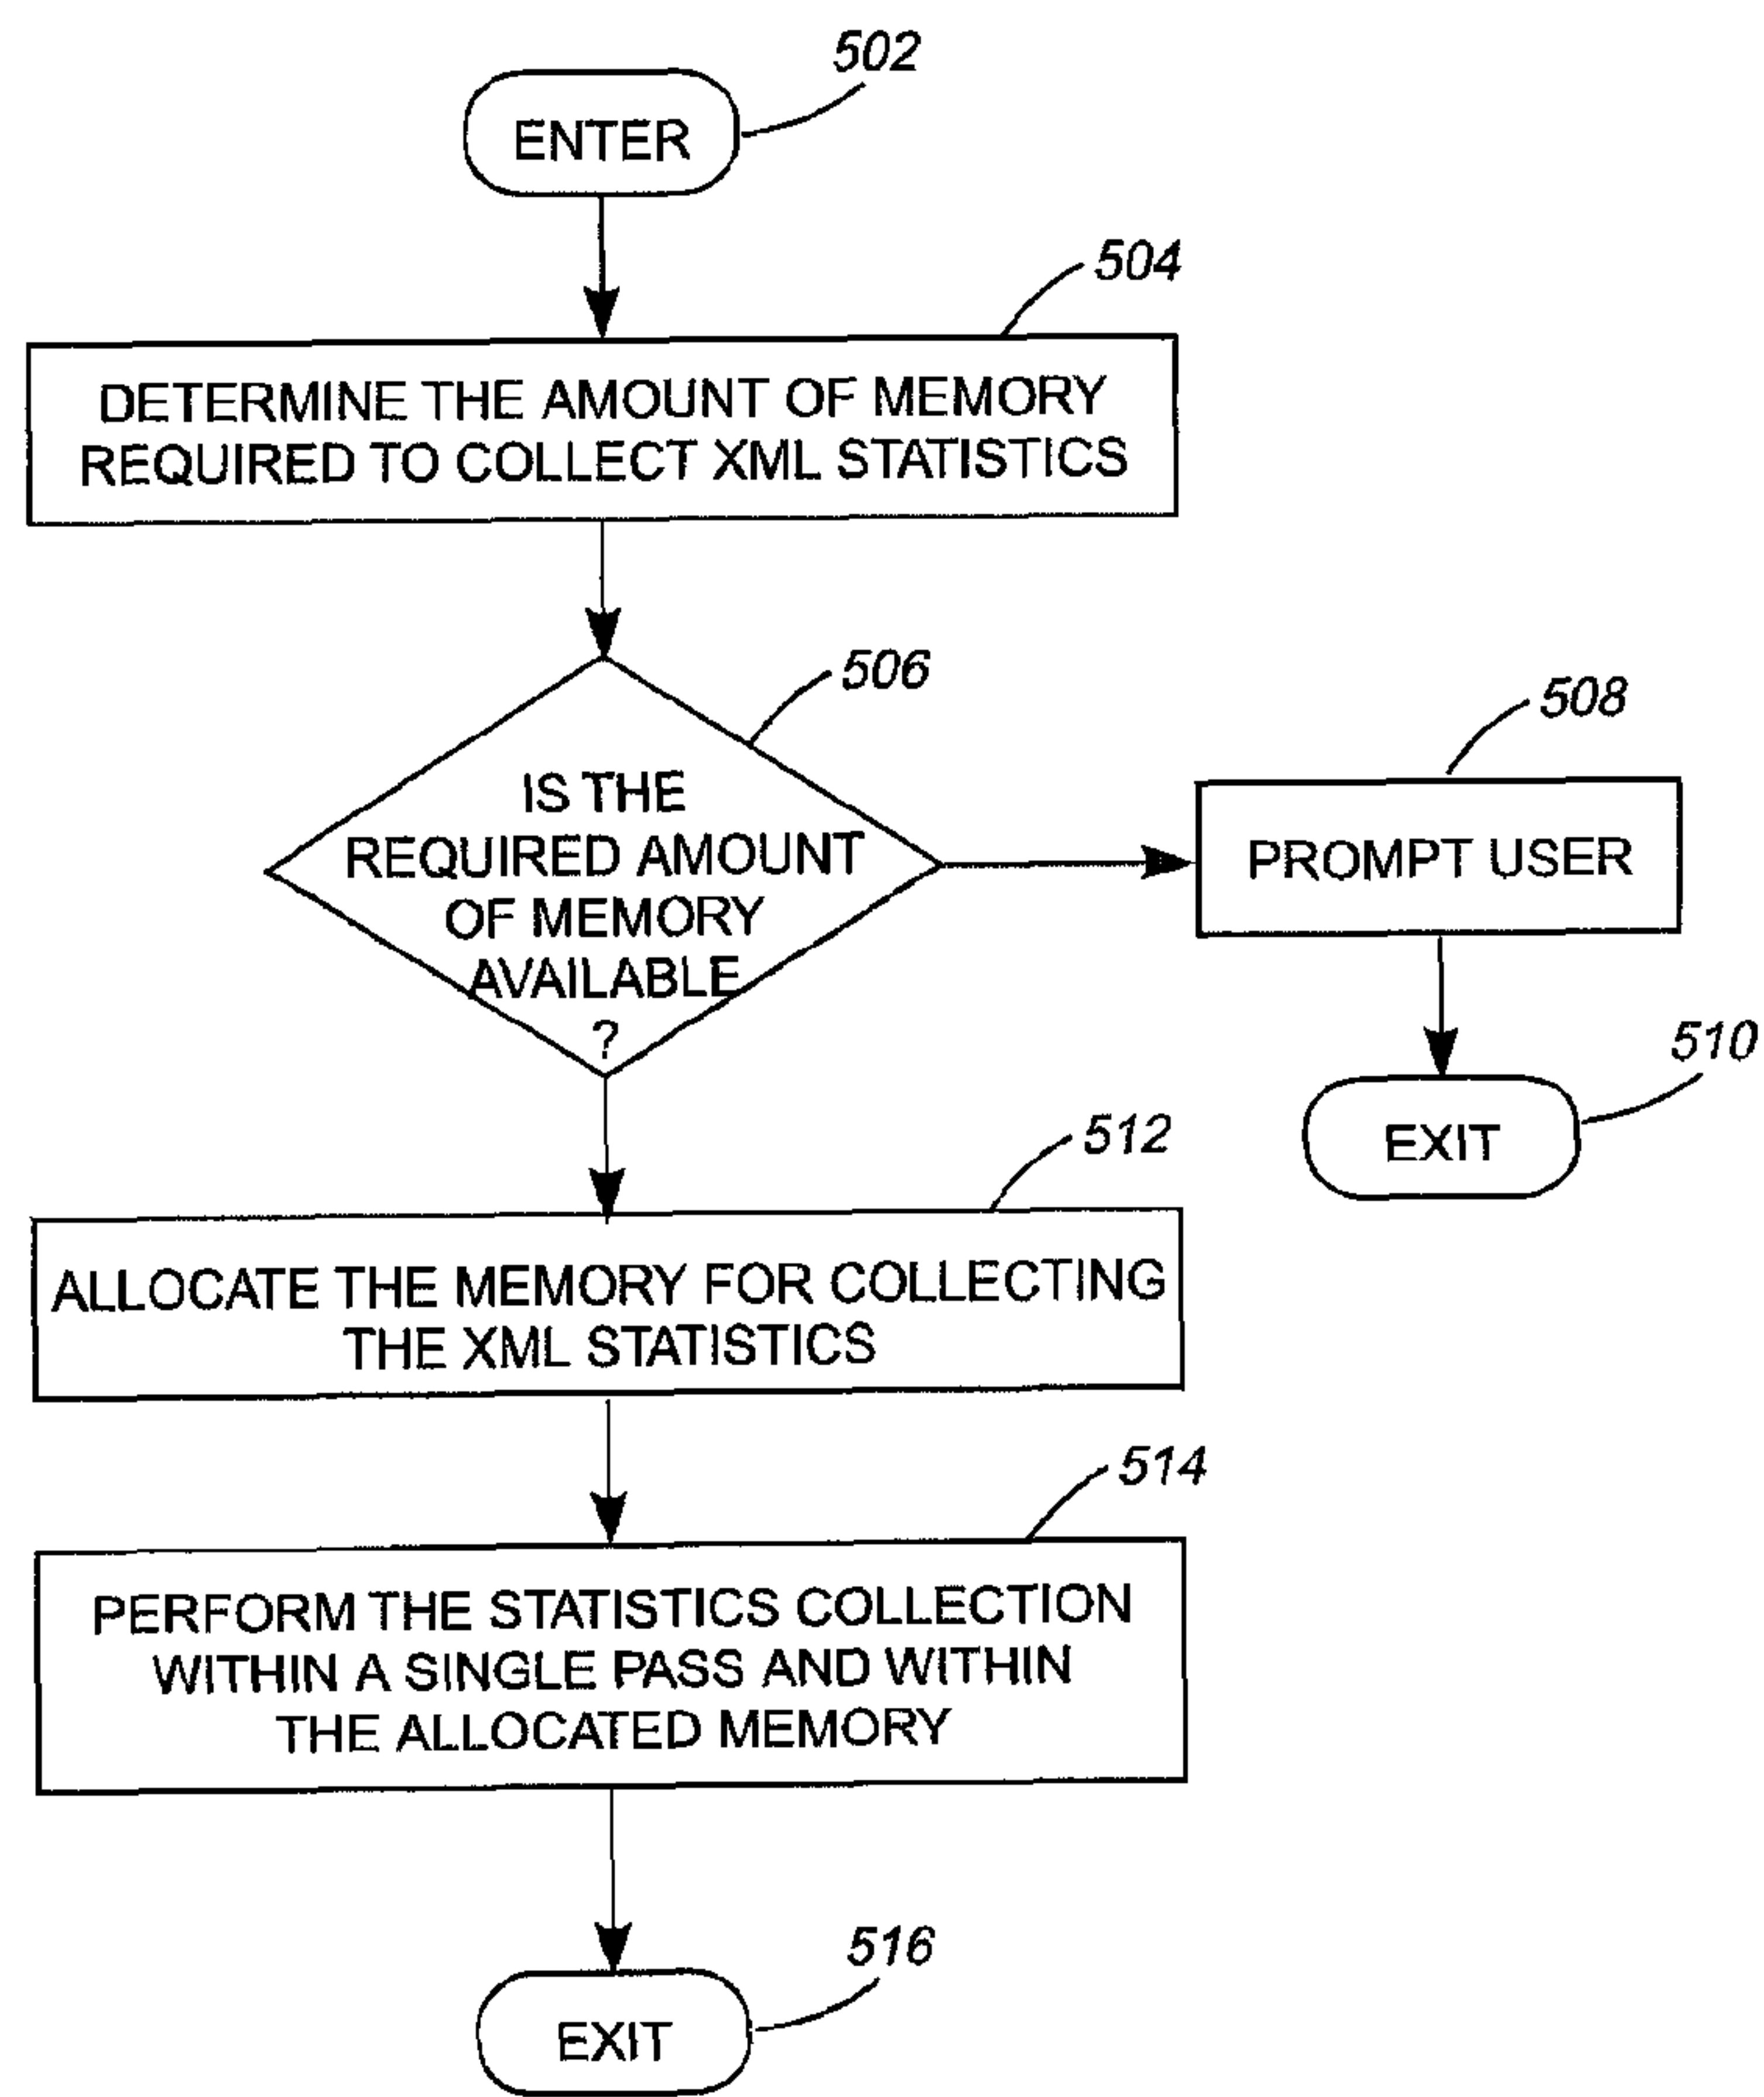 502
ENTER
504
DETERMINE THE AMOUNT OF MEMORY
REQUIRED TO COLLECT XML STATISTICS
506
IS THE
REQUIRED AMOUNT
OF MEMORY
AVAILABLE
?
508
PROMPT USER
510
EXIT
512
ALLOCATE THE MEMORY FOR COLLECTING
THE XML STATISTICS
514
PERFORM THE STATISTICS COLLECTION
WITHIN A SINGLE PASS AND WITHIN
THE ALLOCATED MEMORY
516
EXIT